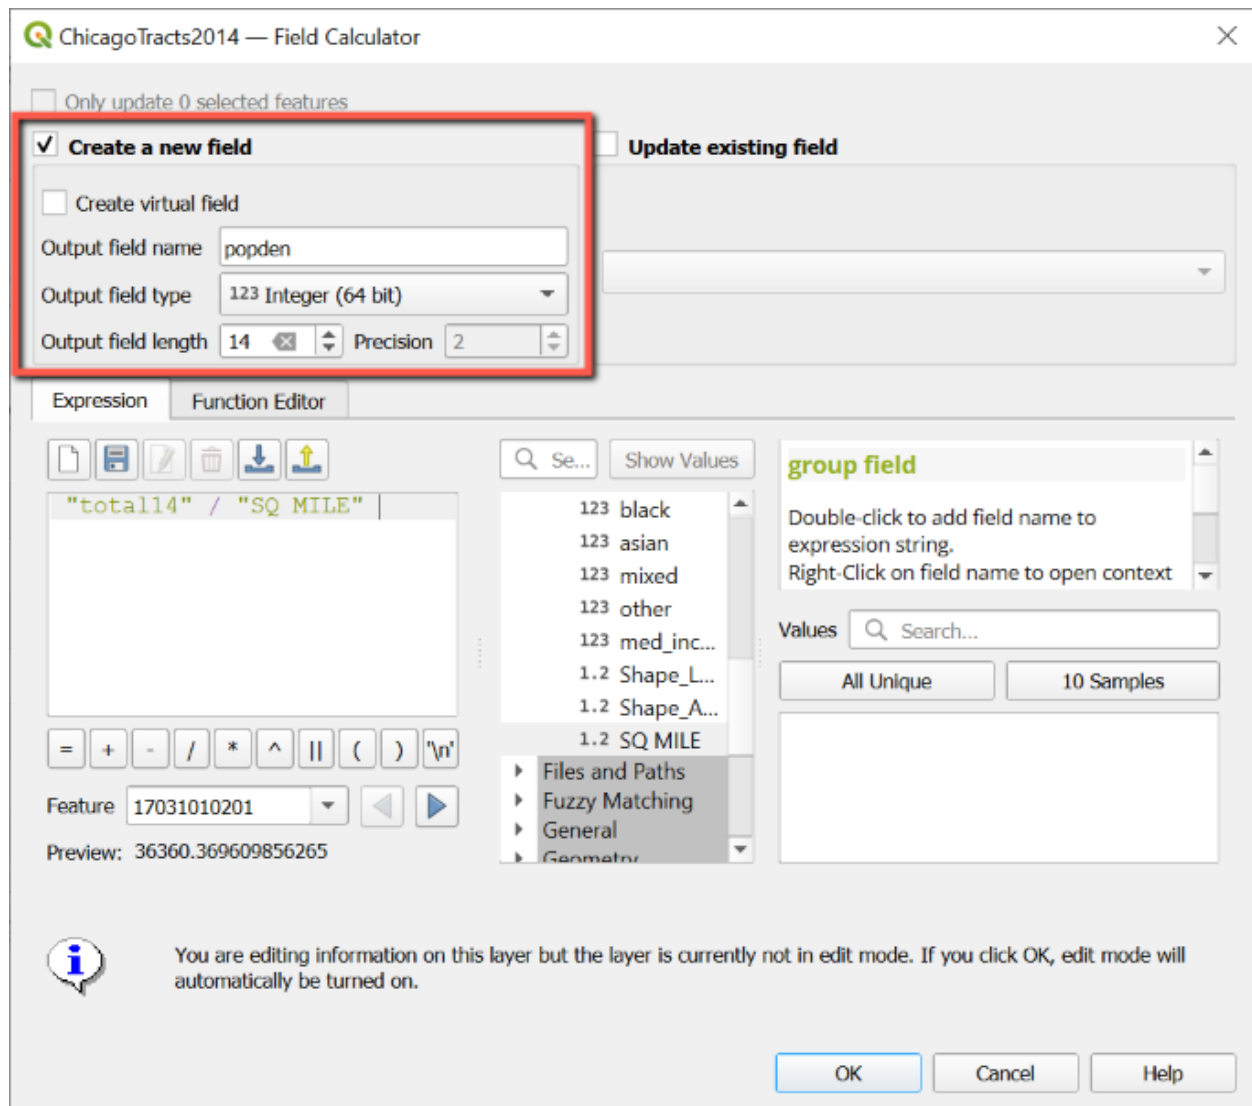 ChicagoTracts2014 — Field Calculator
Only update 0 selected features
Create a new field
Update existing field
Create virtual field
Output field name popden
Output field type 123 Integer (64 bit)
Output field length 14 Precision 2
Expression Function Editor
Se... Show Values
"total14" / "SQ MILE"
123 black
123 asian
123 mixed
123 other
123 med_inc...
1.2 Shape_L...
1.2 Shape_A...
1.2 SQ MILE
Files and Paths
Fuzzy Matching
General
Geometry
group field
Double-click to add field name to
expression string.
Right-Click on field name to open context
Values Search...
All Unique 10 Samples
= + - / * ^ || ( ) '\n'
Feature 17031010201
Preview: 36360.369609856265
You are editing information on this layer but the layer is currently not in edit mode. If you click OK, edit mode will
automatically be turned on.
OK Cancel Help